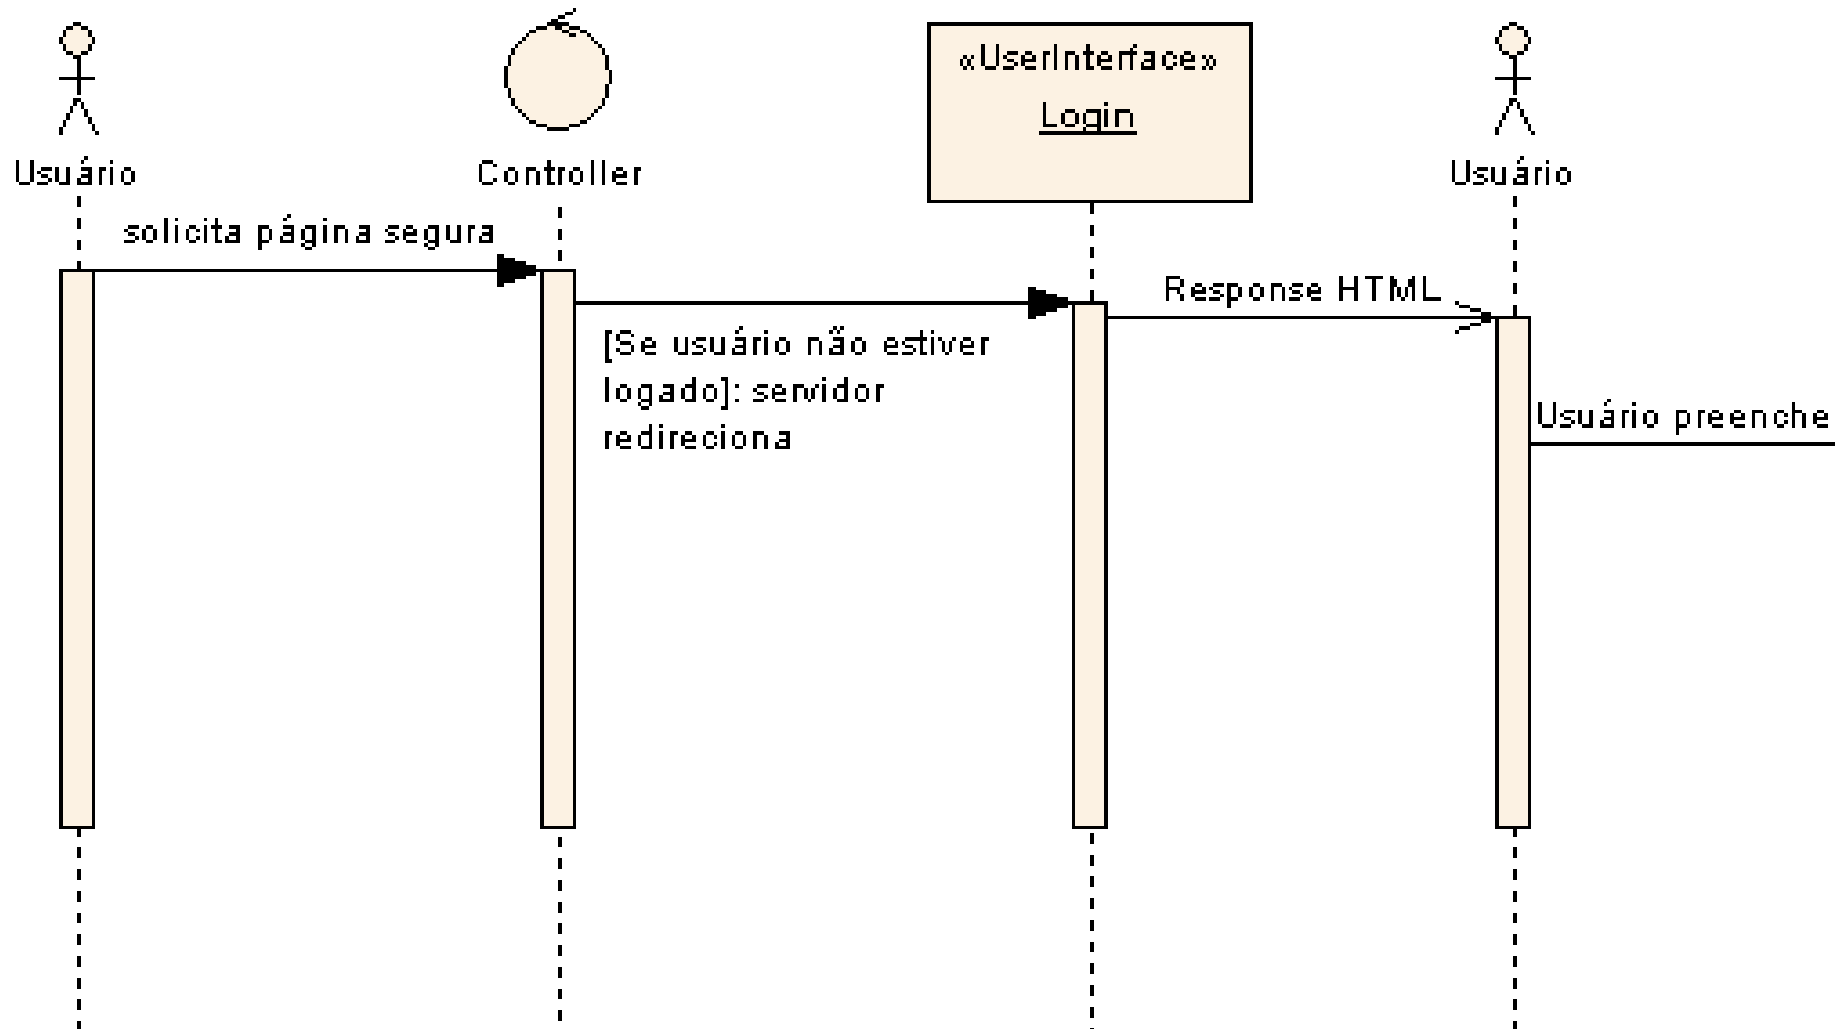 «UserInterface»
Login
Usuário
Controller
Usuário
solicita página segura
Response HTML
[Se usuário não estiver
logado]: servidor
redireciona
Usuário preenche